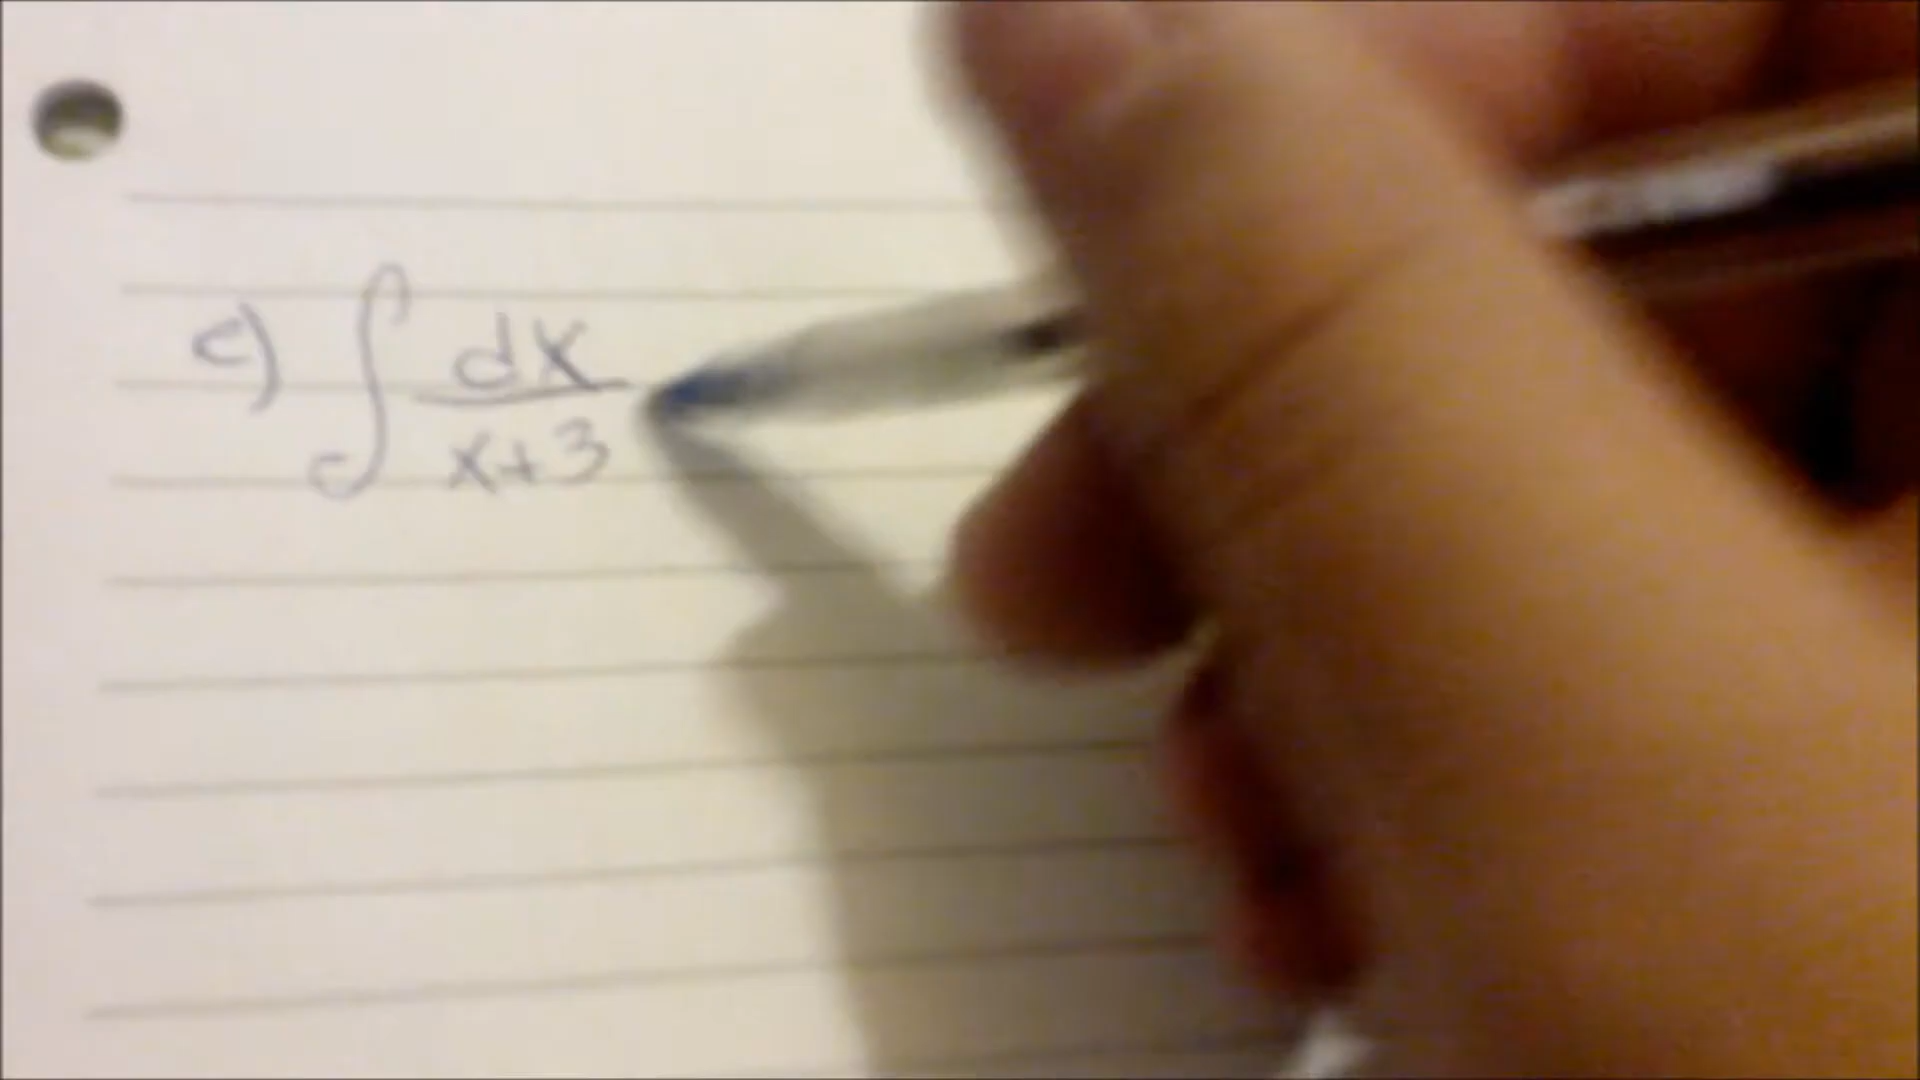 c) ∫ dx
x+3